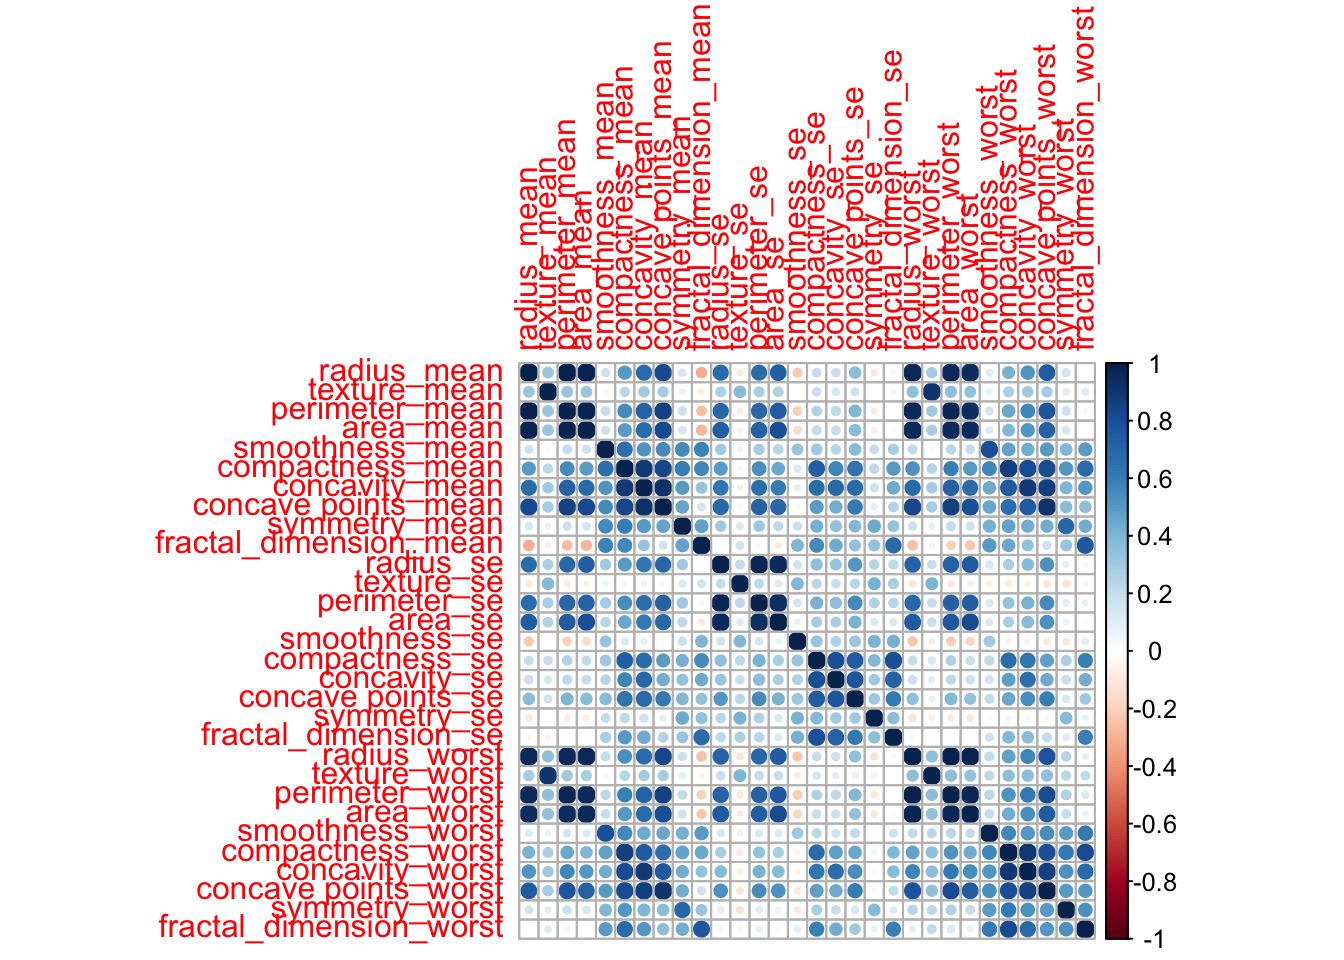 radius_mean
texture_mean
perimeter_mean
area_mean
smoothness_mean
compactness_mean
concavity_mean
concave points_mean
symmetry_mean
fractal_dimension_mean
radius_se
texture_se
perimeter_se
area_se
smoothness_se
compactness_se
concavity_se
concave points_se
symmetry_se
fractal_dimension_se
radius_worst
texture_worst
perimeter_worst
area_worst
smoothness_worst
compactness_worst
concavity_worst
concave points_worst
symmetry_worst
fractal_dimension_worst
radius_mean
texture_mean
perimeter_mean
area_mean
smoothness_mean
compactness_mean
concavity_mean
concave points_mean
symmetry_mean
fractal_dimension_mean
radius_se
texture_se
perimeter_se
area_se
smoothness_se
compactness_se
concavity_se
concave points_se
symmetry_se
fractal_dimension_se
radius_worst
texture_worst
perimeter_worst
area_worst
smoothness_worst
compactness_worst
concavity_worst
concave points_worst
symmetry_worst
fractal_dimension_worst
1
0.8
0.6
0.4
0.2
0
-0.2
-0.4
-0.6
-0.8
-1